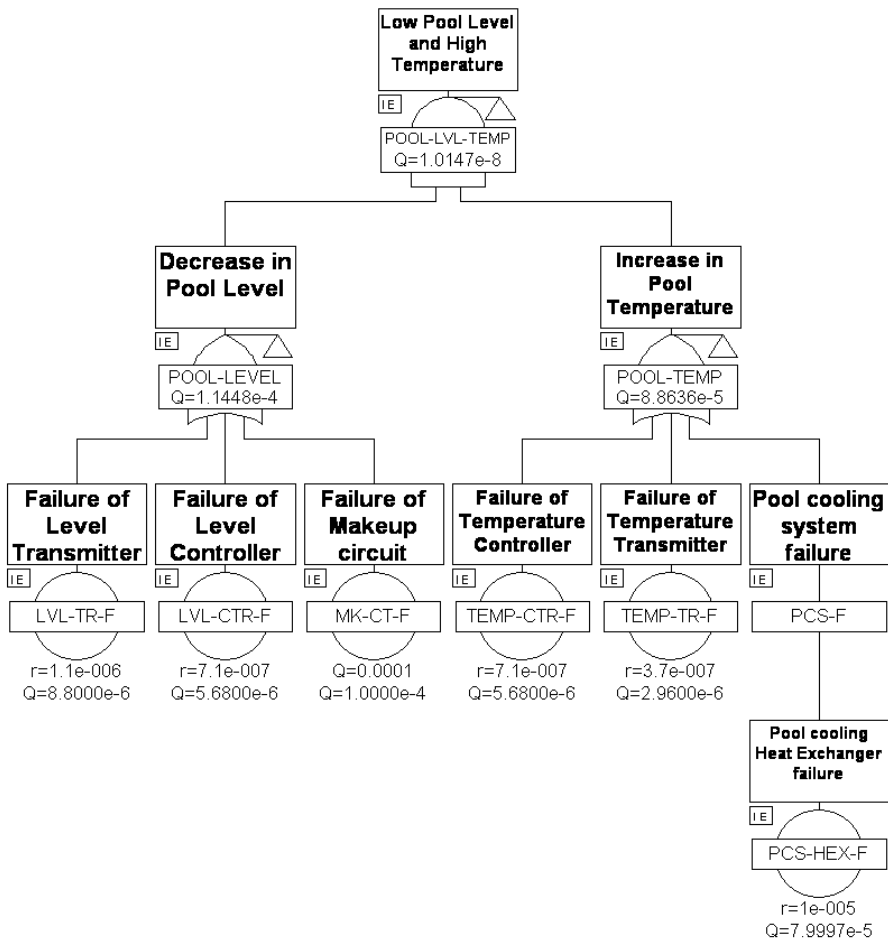 Low Pool Level
and High
Temperature
IE
POOL-LVL-TEMP
Q=1.0147e-8
Decrease in
Pool Level
IE
POOL-LEVEL
Q=1.1448e-4
Increase in
Pool
Temperature
IE
POOL-TEMP
Q=8.8636e-5
Failure of
Level
Transmitter
IE
LVL-TR-F
r=1.1e-006
Q=8.8000e-6
Failure of
Level
Controller
IE
LVL-CTR-F
r=7.1e-007
Q=5.6800e-6
Failure of
Makeup
circuit
IE
MK-CT-F
Q=0.0001
Q=1.0000e-4
Failure of
Temperature
Controller
IE
TEMP-CTR-F
r=7.1e-007
Q=5.6800e-6
Failure of
Temperature
Transmitter
IE
TEMP-TR-F
r=3.7e-007
Q=2.9600e-6
Pool cooling
system
failure
IE
PCS-F
Pool cooling
Heat Exchanger
failure
IE
PCS-HEX-F
r=1e-005
Q=7.9997e-5